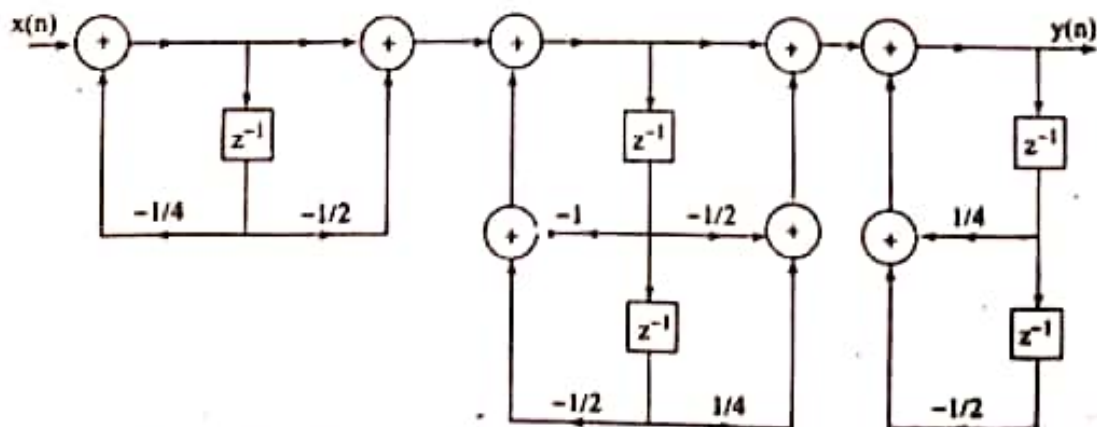 x(n) + + + + + y(n)
z⁻¹ z⁻¹ z⁻¹
−1/4 −1/2 + −1 −1/2 + + 1/4
z⁻¹ z⁻¹
−1/2 1/4 −1/2